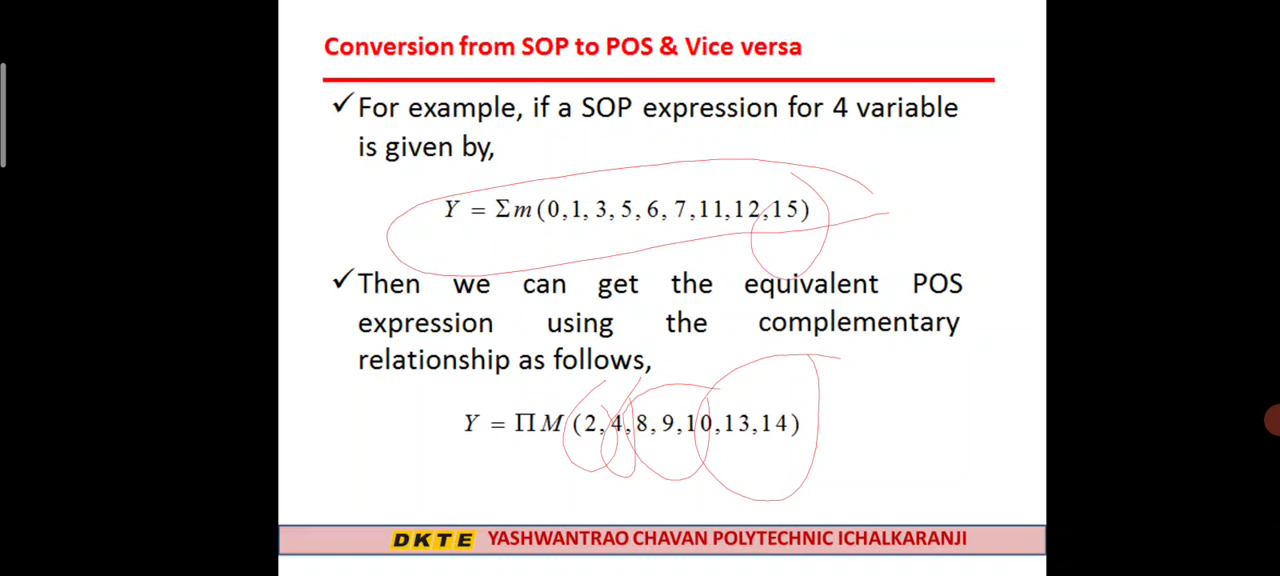 Conversion from SOP to POS & Vice versa
✓For example, if a SOP expression for 4 variable
is given by,
Y = Σm(0,1,3,5,6,7,11,12,15)
✓Then we can get the equivalent POS
expression using the complementary
relationship as follows,
Y = ΠM(2,4,8,9,10,13,14)
DKTE YASHWANTRAO CHAVAN POLYTECHNIC ICHALKARANJI